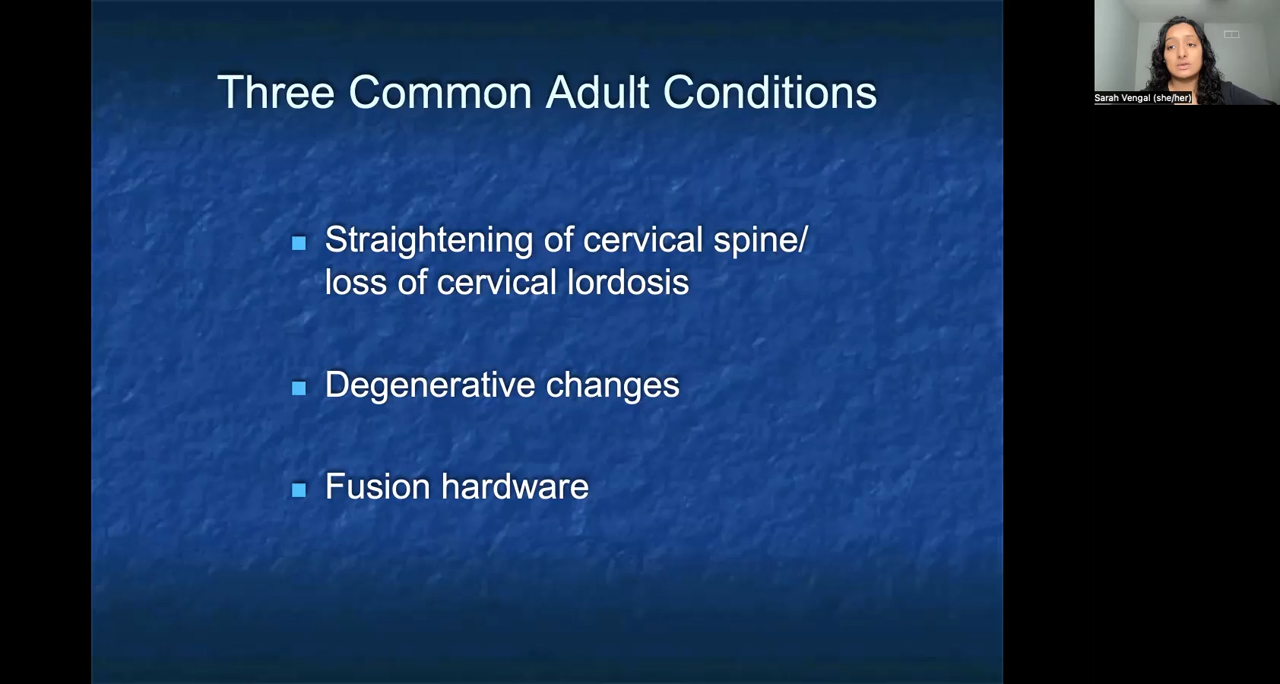 Three Common Adult Conditions
Straightening of cervical spine/
loss of cervical lordosis
Degenerative changes
Fusion hardware
Sarah Vengal (she/her)